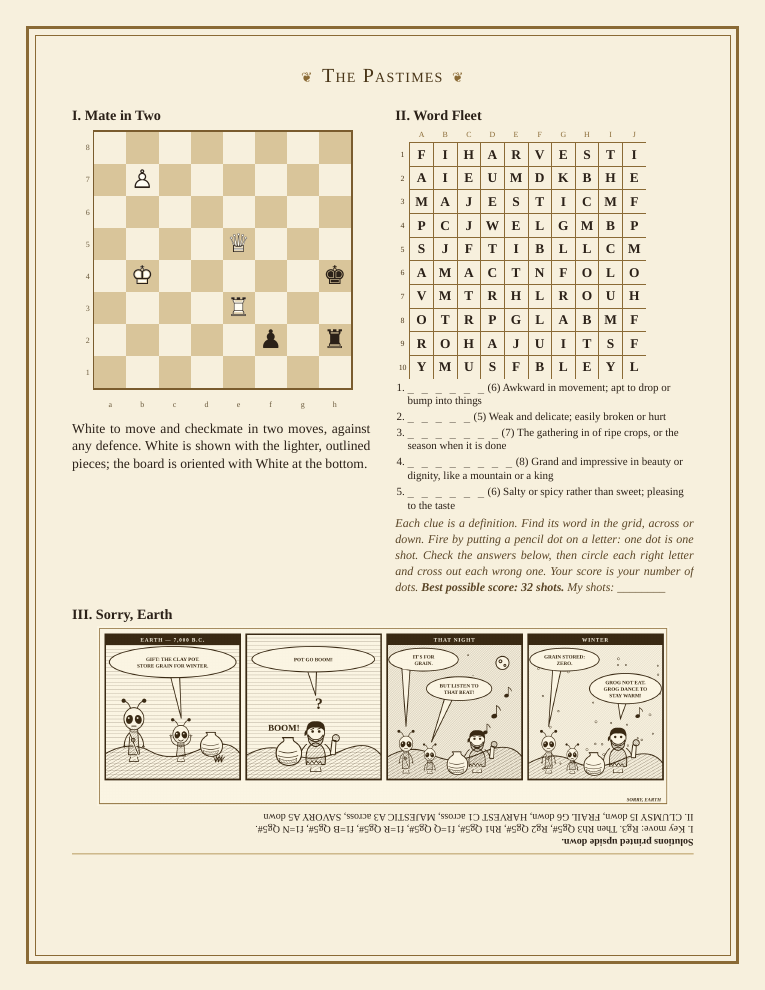 ❦ The Pastimes ❦
I. Mate in Two
8
7
6
5
4
3
2
1
a b c d e f g h
White to move and checkmate in two moves, against
any defence. White is shown with the lighter, outlined
pieces; the board is oriented with White at the bottom.
II. Word Fleet
A B C D E F G H I J
1 F I H A R V E S T I
2 A I E U M D K B H E
3 M A J E S T I C M F
4 P C J W E L G M B P
5 S J F T I B L L C M
6 A M A C T N F O L O
7 V M T R H L R O U H
8 O T R P G L A B M F
9 R O H A J U I T S F
10 Y M U S F B L E Y L
1. _ _ _ _ _ _ (6) Awkward in movement; apt to drop or
bump into things
2. _ _ _ _ _ (5) Weak and delicate; easily broken or hurt
3. _ _ _ _ _ _ _ (7) The gathering in of ripe crops, or the
season when it is done
4. _ _ _ _ _ _ _ _ (8) Grand and impressive in beauty or
dignity, like a mountain or a king
5. _ _ _ _ _ _ (6) Salty or spicy rather than sweet; pleasing
to the taste
Each clue is a definition. Find its word in the grid, across or
down. Fire by putting a pencil dot on a letter: one dot is one
shot. Check the answers below, then circle each right letter
and cross out each wrong one. Your score is your number of
dots. Best possible score: 32 shots. My shots: ________
III. Sorry, Earth
EARTH — 7,000 B.C.
GIFT: THE CLAY POT.
STORE GRAIN FOR WINTER.
POT GO BOOM!
?
BOOM!
THAT NIGHT
IT'S FOR
GRAIN.
BUT LISTEN TO
THAT BEAT!
WINTER
GRAIN STORED:
ZERO.
GROG NOT EAT.
GROG DANCE TO
STAY WARM!
SORRY, EARTH
Solutions printed upside down.
I. Key move: Rg3. Then Rh3 Qg5#, Rg2 Qg5#, Rh1 Qg5#, f1=Q Qg5#, f1=R Qg5#, f1=B Qg5#, f1=N Qg5#.
II. CLUMSY I5 down, FRAIL G6 down, HARVEST C1 across, MAJESTIC A3 across, SAVORY A5 down